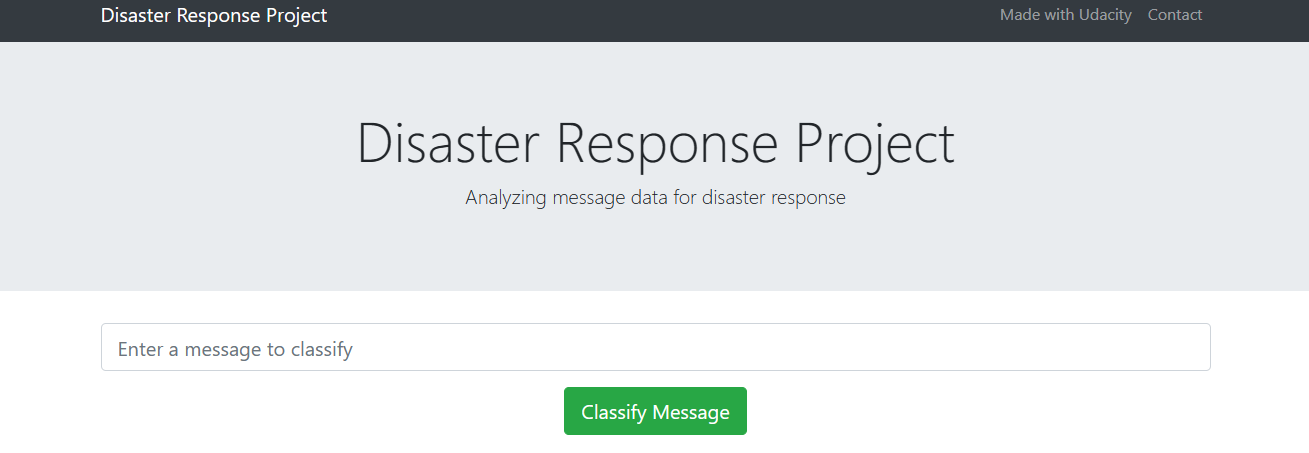 Disaster Response Project
Made with Udacity
Contact
Disaster Response Project
Analyzing message data for disaster response
Enter a message to classify
Classify Message